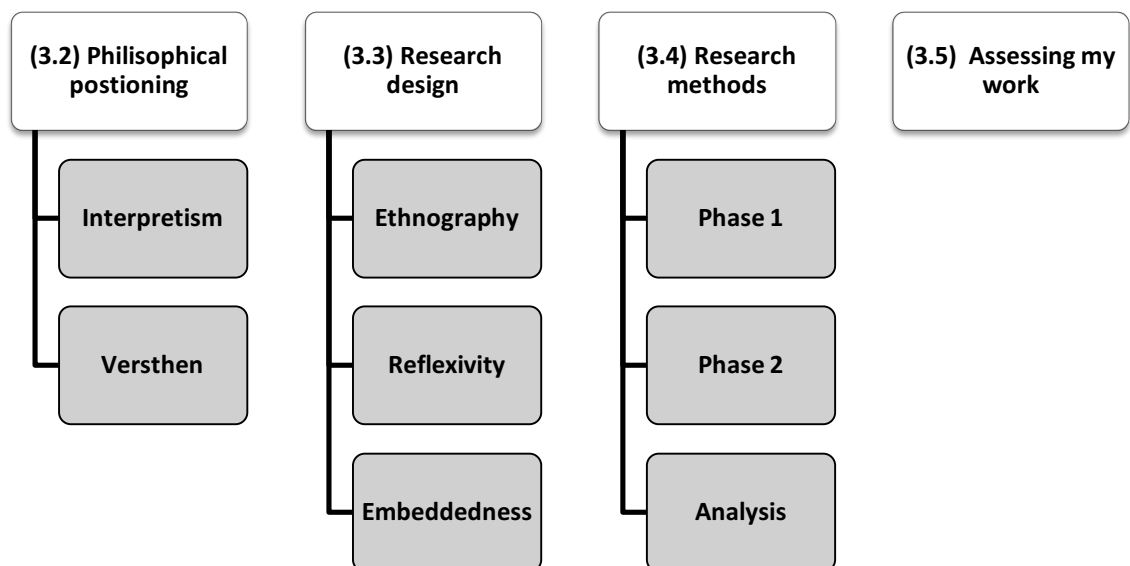 (3.2) Philisophical
postioning
Interpretism
Versthen
(3.3) Research
design
Ethnography
Reflexivity
Embeddedness
(3.4) Research
methods
Phase 1
Phase 2
Analysis
(3.5) Assessing my
work